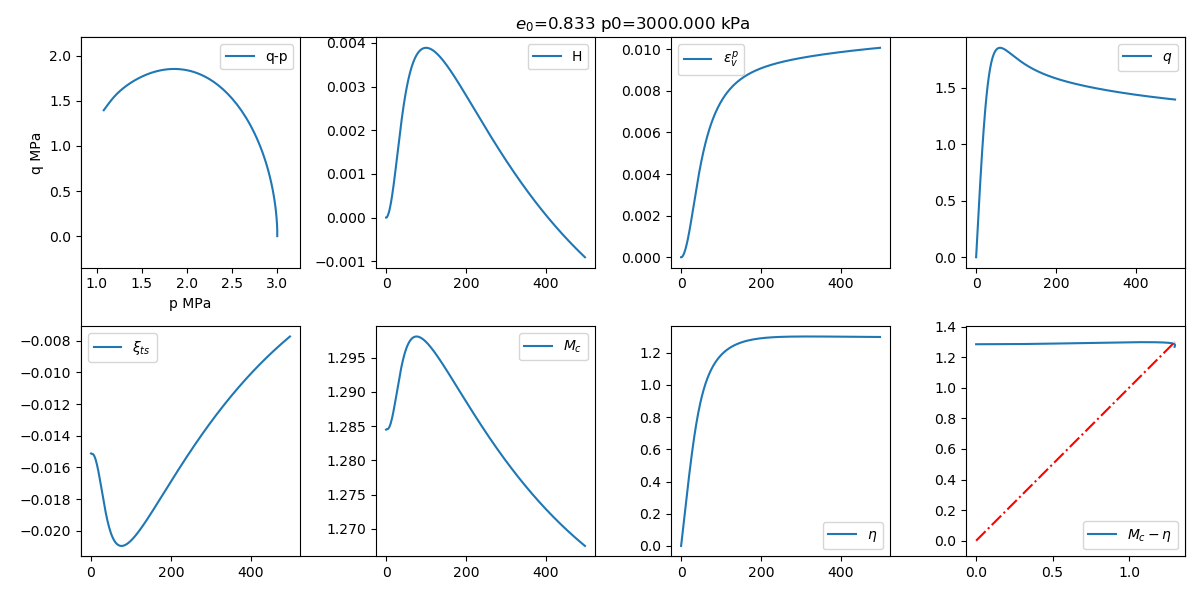 e₀=0.833 p0=3000.000 kPa
q MPa
2.0
1.5
1.0
0.5
0.0
q-p
1.0 1.5 2.0 2.5 3.0
p MPa
0.004
0.003
0.002
0.001
0.000
−0.001
H
0 200 400
0.010
0.008
0.006
0.004
0.002
0.000
εᵥᵖ
0 200 400
1.5
1.0
0.5
0.0
q
0 200 400
−0.008
−0.010
−0.012
−0.014
−0.016
−0.018
−0.020
ξₜₛ
0 200 400
1.295
1.290
1.285
1.280
1.275
1.270
M_c
0 200 400
1.2
1.0
0.8
0.6
0.4
0.2
0.0
η
0 200 400
1.4
1.2
1.0
0.8
0.6
0.4
0.2
0.0
M_c − η
0.0 0.5 1.0